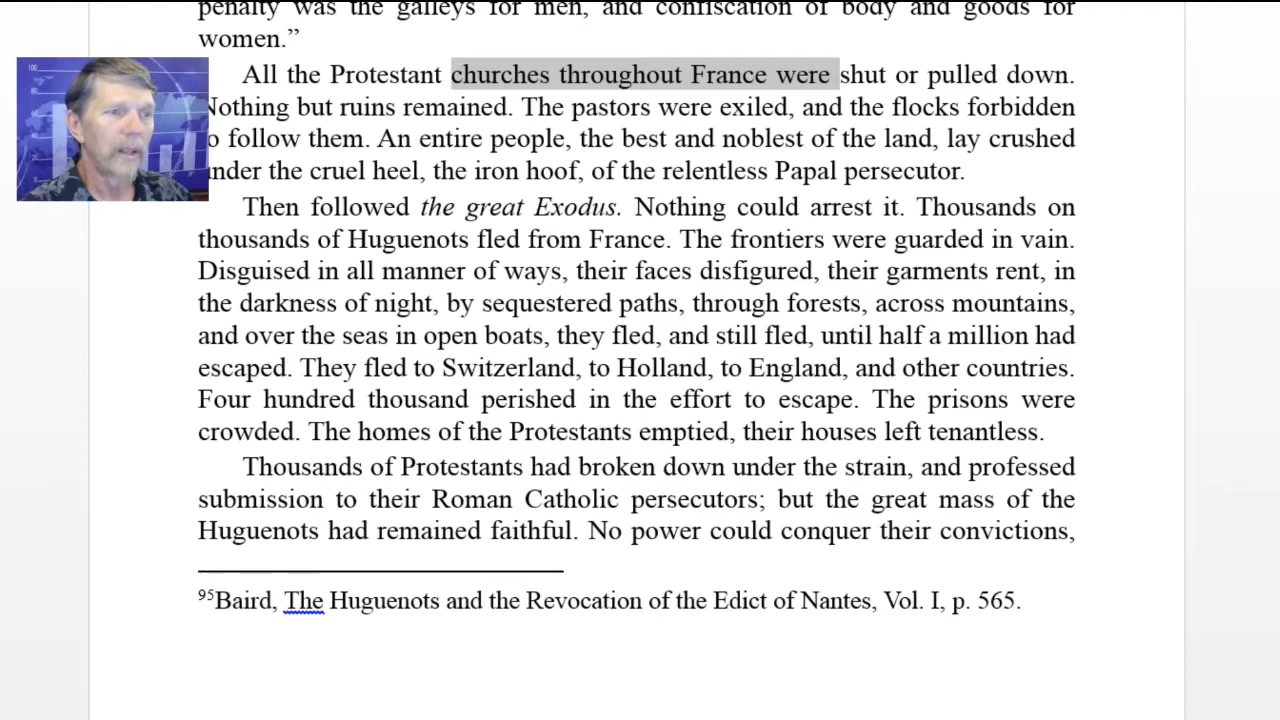 penalty was the galleys for men, and confiscation of body and goods for
women.”
All the Protestant churches throughout France were shut or pulled down.
Nothing but ruins remained. The pastors were exiled, and the flocks forbidden
o follow them. An entire people, the best and noblest of the land, lay crushed
under the cruel heel, the iron hoof, of the relentless Papal persecutor.
Then followed the great Exodus. Nothing could arrest it. Thousands on
thousands of Huguenots fled from France. The frontiers were guarded in vain.
Disguised in all manner of ways, their faces disfigured, their garments rent, in
the darkness of night, by sequestered paths, through forests, across mountains,
and over the seas in open boats, they fled, and still fled, until half a million had
escaped. They fled to Switzerland, to Holland, to England, and other countries.
Four hundred thousand perished in the effort to escape. The prisons were
crowded. The homes of the Protestants emptied, their houses left tenantless.
Thousands of Protestants had broken down under the strain, and professed
submission to their Roman Catholic persecutors; but the great mass of the
Huguenots had remained faithful. No power could conquer their convictions,
95Baird, The Huguenots and the Revocation of the Edict of Nantes, Vol. I, p. 565.